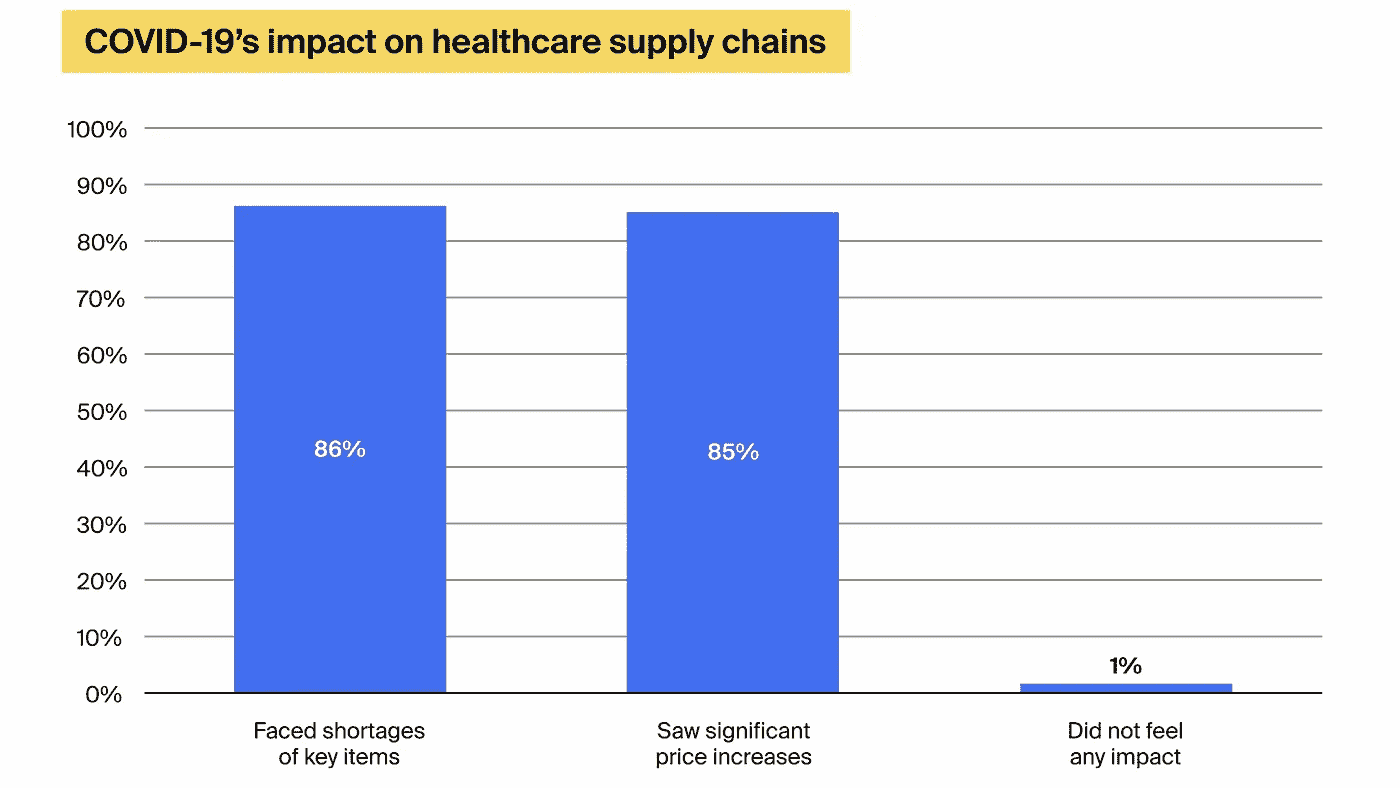 COVID-19’s impact on healthcare supply chains
100%
90%
80%
70%
60%
50%
40%
30%
20%
10%
0%
86%
85%
1%
Faced shortages
of key items
Saw significant
price increases
Did not feel
any impact